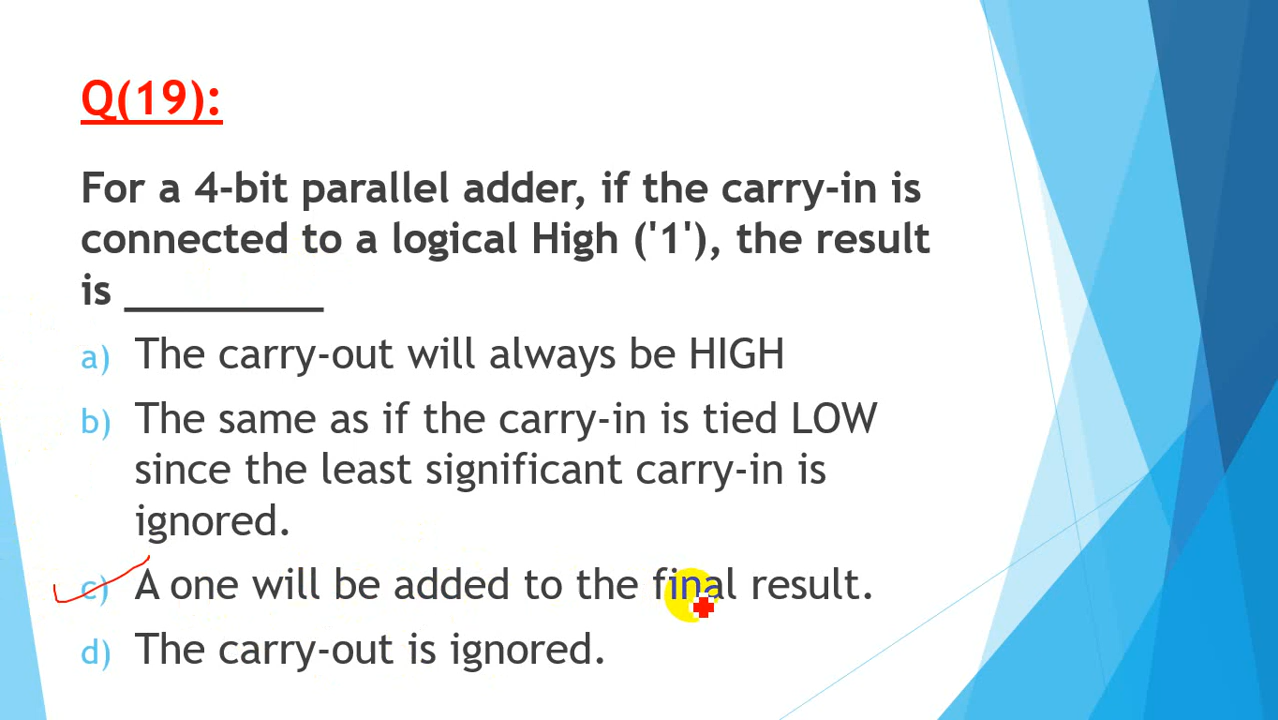 Q(19):
For a 4-bit parallel adder, if the carry-in is
connected to a logical High ('1'), the result
is ________
a) The carry-out will always be HIGH
b) The same as if the carry-in is tied LOW
since the least significant carry-in is
ignored.
c) A one will be added to the final result.
d) The carry-out is ignored.